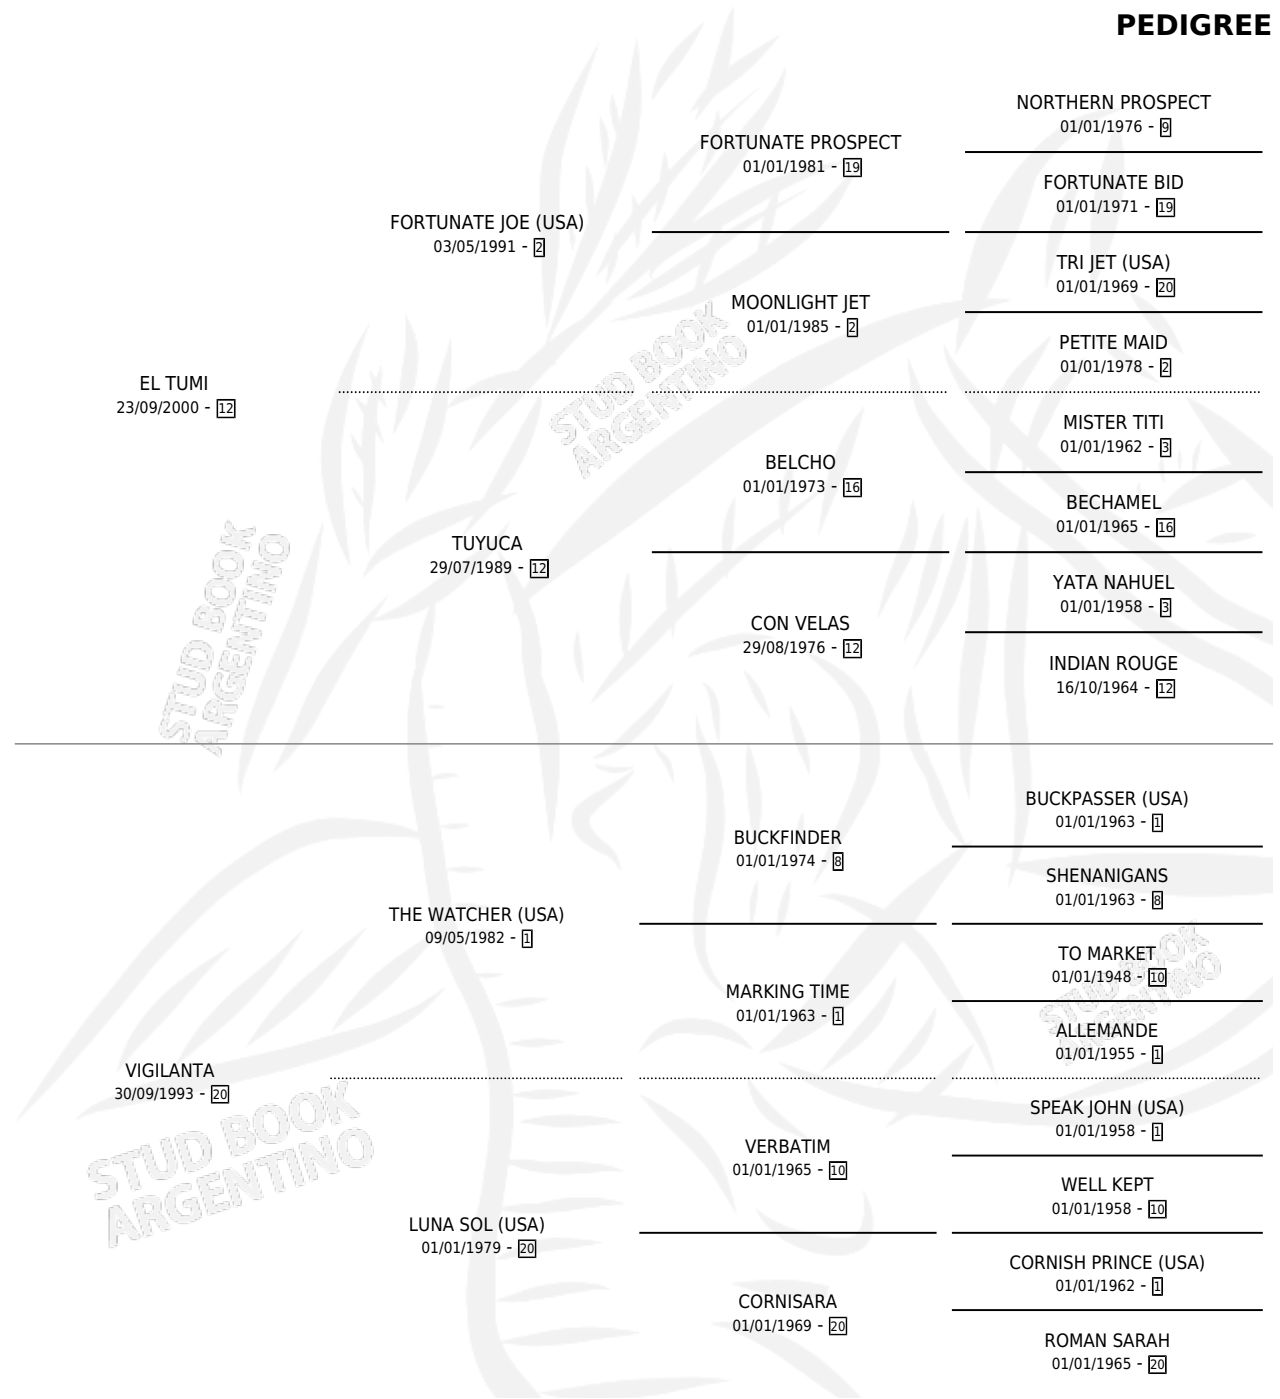 PEDIGREE
NORTHERN PROSPECT
01/01/1976 - 9
FORTUNATE PROSPECT
01/01/1981 - 19
FORTUNATE BID
01/01/1971 - 19
FORTUNATE JOE (USA)
03/05/1991 - 2
TRI JET (USA)
01/01/1969 - 20
MOONLIGHT JET
01/01/1985 - 2
PETITE MAID
01/01/1978 - 2
EL TUMI
23/09/2000 - 12
MISTER TITI
01/01/1962 - 3
BELCHO
01/01/1973 - 16
BECHAMEL
01/01/1965 - 16
TUYUCA
29/07/1989 - 12
YATA NAHUEL
01/01/1958 - 3
CON VELAS
29/08/1976 - 12
INDIAN ROUGE
16/10/1964 - 12
BUCKPASSER (USA)
01/01/1963 - 1
BUCKFINDER
01/01/1974 - 8
SHENANIGANS
01/01/1963 - 8
THE WATCHER (USA)
09/05/1982 - 1
TO MARKET
01/01/1948 - 10
MARKING TIME
01/01/1963 - 1
ALLEMANDE
01/01/1955 - 1
VIGILANTA
30/09/1993 - 20
SPEAK JOHN (USA)
01/01/1958 - 1
VERBATIM
01/01/1965 - 10
WELL KEPT
01/01/1958 - 10
LUNA SOL (USA)
01/01/1979 - 20
CORNISH PRINCE (USA)
01/01/1962 - 1
CORNISARA
01/01/1969 - 20
ROMAN SARAH
01/01/1965 - 20
STUD BOOK
ARGENTINO
STUD BOOK
ARGENTINO
STUD BOOK
ARGENTINO
STUD BOOK
ARGENTINO